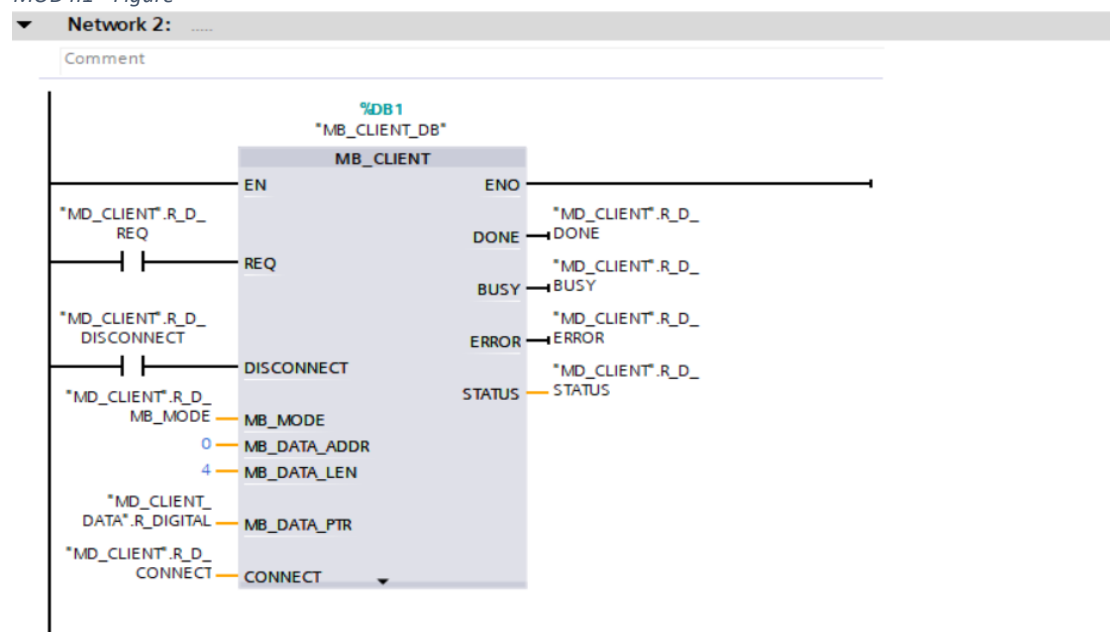 Network 2: .....
Comment
%DB1
"MB_CLIENT_DB"
MB_CLIENT
EN ENO
"MD_CLIENT".R_D_
REQ
REQ
"MD_CLIENT".R_D_
DONE DONE
"MD_CLIENT".R_D_
BUSY BUSY
"MD_CLIENT".R_D_
DISCONNECT
DISCONNECT
"MD_CLIENT".R_D_
ERROR ERROR
"MD_CLIENT".R_D_
STATUS STATUS
"MD_CLIENT".R_D_
MB_MODE MB_MODE
0 MB_DATA_ADDR
4 MB_DATA_LEN
"MD_CLIENT_
DATA".R_DIGITAL MB_DATA_PTR
"MD_CLIENT".R_D_
CONNECT CONNECT